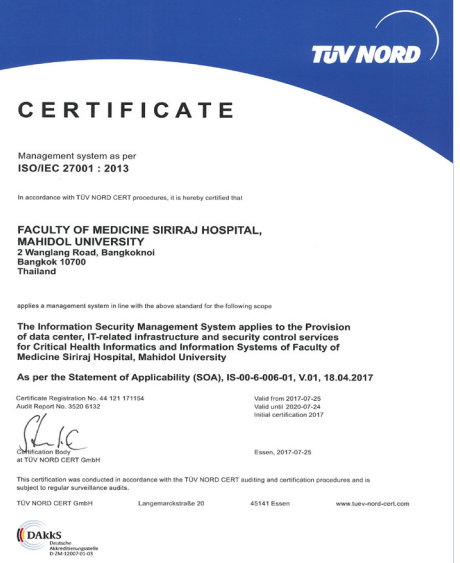 TÜV NORD
CERTIFICATE
Management system as per
ISO/IEC 27001 : 2013
In accordance with TÜV NORD CERT procedures, it is hereby certified that
FACULTY OF MEDICINE SIRIRAJ HOSPITAL,
MAHIDOL UNIVERSITY
2 Wanglang Road, Bangkoknoi
Bangkok 10700
Thailand
applies a management system in line with the above standard for the following scope
The Information Security Management System applies to the Provision
of data center, IT-related infrastructure and security control services
for Critical Health Informatics and Information Systems of Faculty of
Medicine Siriraj Hospital, Mahidol University
As per the Statement of Applicability (SOA), IS-00-6-006-01, V.01, 18.04.2017
Certificate Registration No. 44 121 171154
Audit Report No. 3520 6132
Valid from 2017-07-25
Valid until 2020-07-24
Initial certification 2017
Certification Body
at TÜV NORD CERT GmbH
Essen, 2017-07-25
This certification was conducted in accordance with the TÜV NORD CERT auditing and certification procedures and is
subject to regular surveillance audits.
TÜV NORD CERT GmbH Langemarckstraße 20 45141 Essen www.tuev-nord-cert.com
DAkkS
Deutsche
Akkreditierungsstelle
D-ZM-12007-01-03